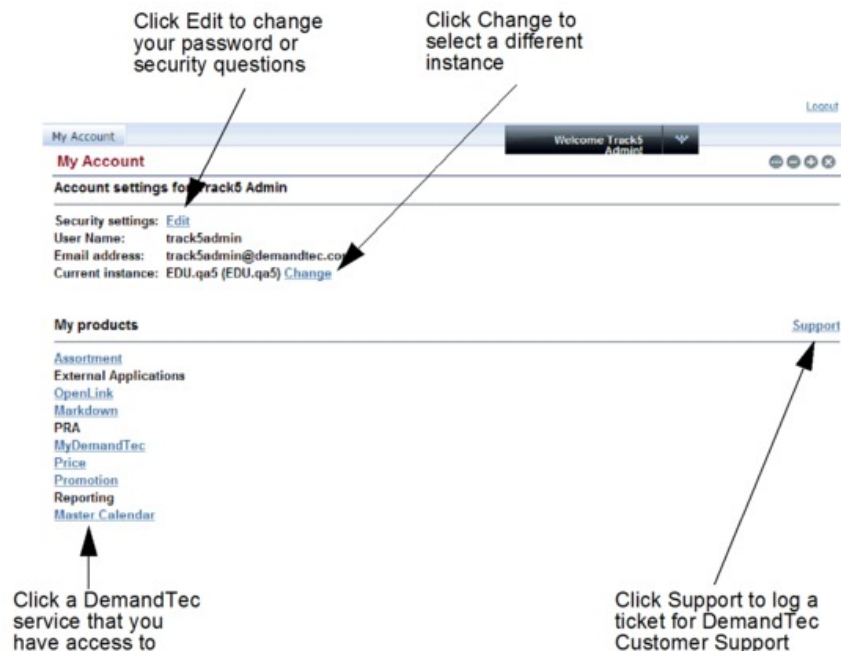 Click Edit to change
your password or
security questions
Click Change to
select a different
instance
Logout
My Account
Welcome Track5
Admin!
My Account
Account settings for Track5 Admin
Security settings: Edit
User Name: track5admin
Email address: track5admin@demandtec.com
Current instance: EDU.qa5 (EDU.qa5) Change
My products
Support
Assortment
External Applications
OpenLink
Markdown
PRA
MyDemandTec
Price
Promotion
Reporting
Master Calendar
Click a DemandTec
service that you
have access to
Click Support to log a
ticket for DemandTec
Customer Support